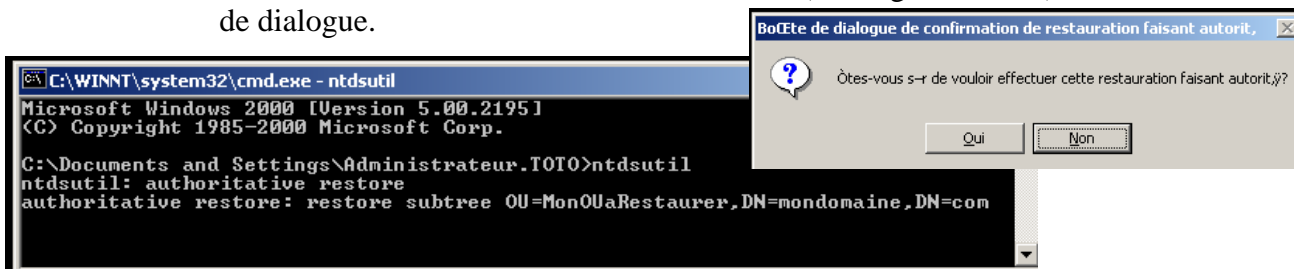 de dialogue.
BoŒte de dialogue de confirmation de restauration faisant autorit‚
Òtes-vous s–r de vouloir effectuer cette restauration faisant autorit‚ÿ?
Oui
Non
C:\WINNT\system32\cmd.exe - ntdsutil
Microsoft Windows 2000 [Version 5.00.2195]
(C) Copyright 1985-2000 Microsoft Corp.
C:\Documents and Settings\Administrateur.TOTO>ntdsutil
ntdsutil: authoritative restore
authoritative restore: restore subtree OU=MonOUaRestaurer,DN=mondomaine,DN=com